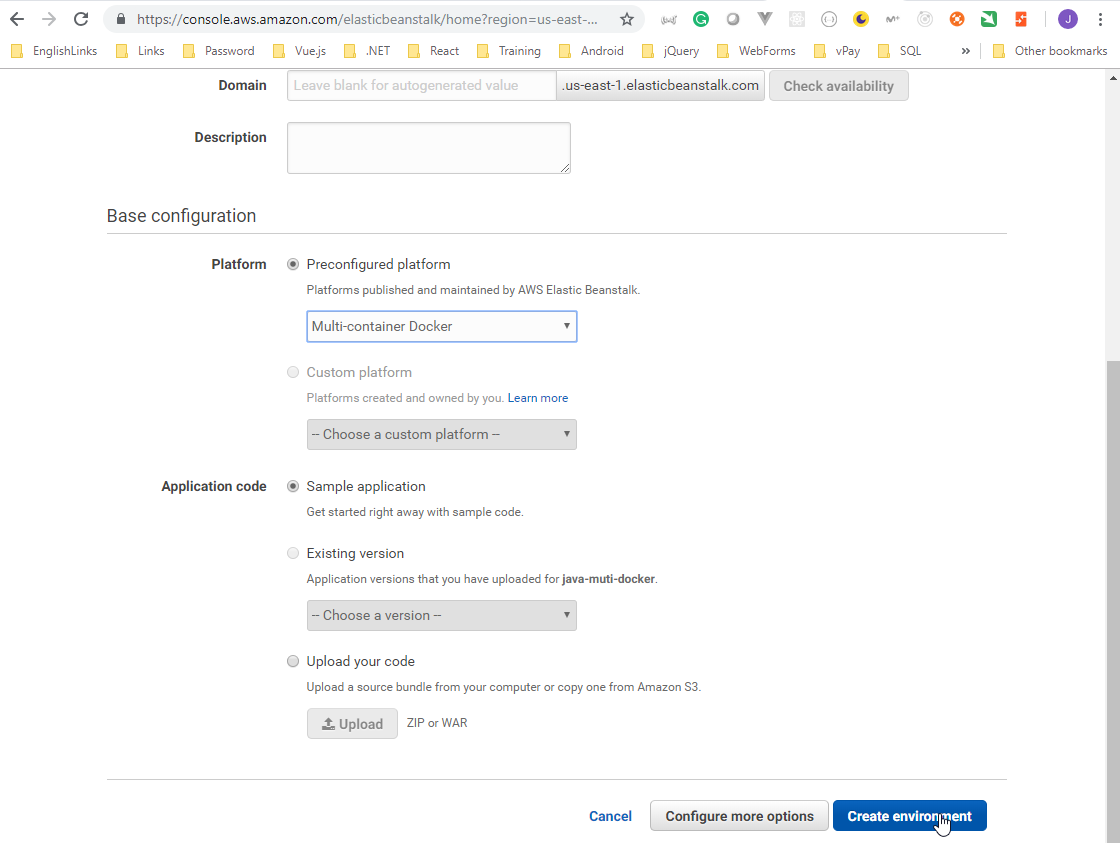 https://console.aws.amazon.com/elasticbeanstalk/home?region=us-east-...
J
EnglishLinks Links Password Vue.js .NET React Training Android jQuery WebForms vPay SQL » Other bookmarks
Domain Leave blank for autogenerated value .us-east-1.elasticbeanstalk.com Check availability
Description
Base configuration
Platform Preconfigured platform
Platforms published and maintained by AWS Elastic Beanstalk.
Multi-container Docker
Custom platform
Platforms created and owned by you. Learn more
-- Choose a custom platform --
Application code Sample application
Get started right away with sample code.
Existing version
Application versions that you have uploaded for java-muti-docker.
-- Choose a version --
Upload your code
Upload a source bundle from your computer or copy one from Amazon S3.
Upload ZIP or WAR
Cancel Configure more options Create environment